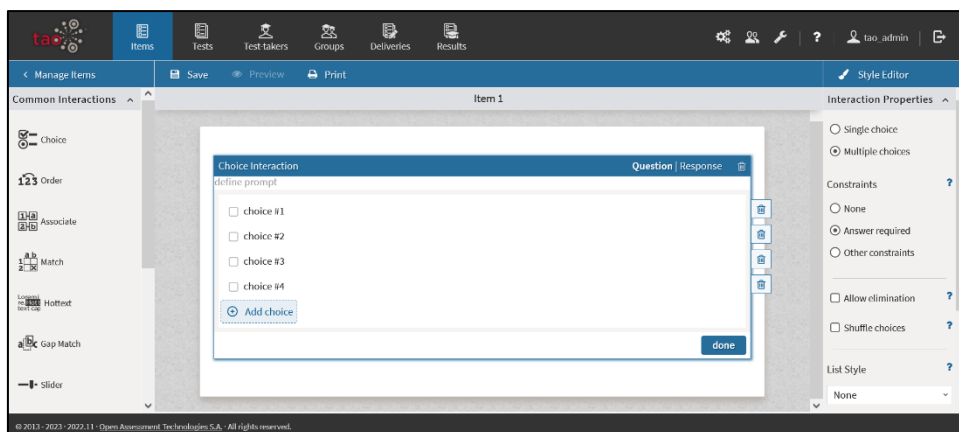 tao
Items
Tests
Test-takers
Groups
Deliveries
Results
?
tao_admin
< Manage Items
Save
Preview
Print
Style Editor
Common Interactions
Item 1
Interaction Properties
Choice
123 Order
Associate
Match
Hottext
Gap Match
Slider
Choice Interaction
Question | Response
define prompt
choice #1
choice #2
choice #3
choice #4
Add choice
done
Single choice
Multiple choices
Constraints ?
None
Answer required
Other constraints
Allow elimination ?
Shuffle choices ?
List Style ?
None
© 2013 - 2023 · 2022.11 · Open Assessment Technologies S.A. · All rights reserved.